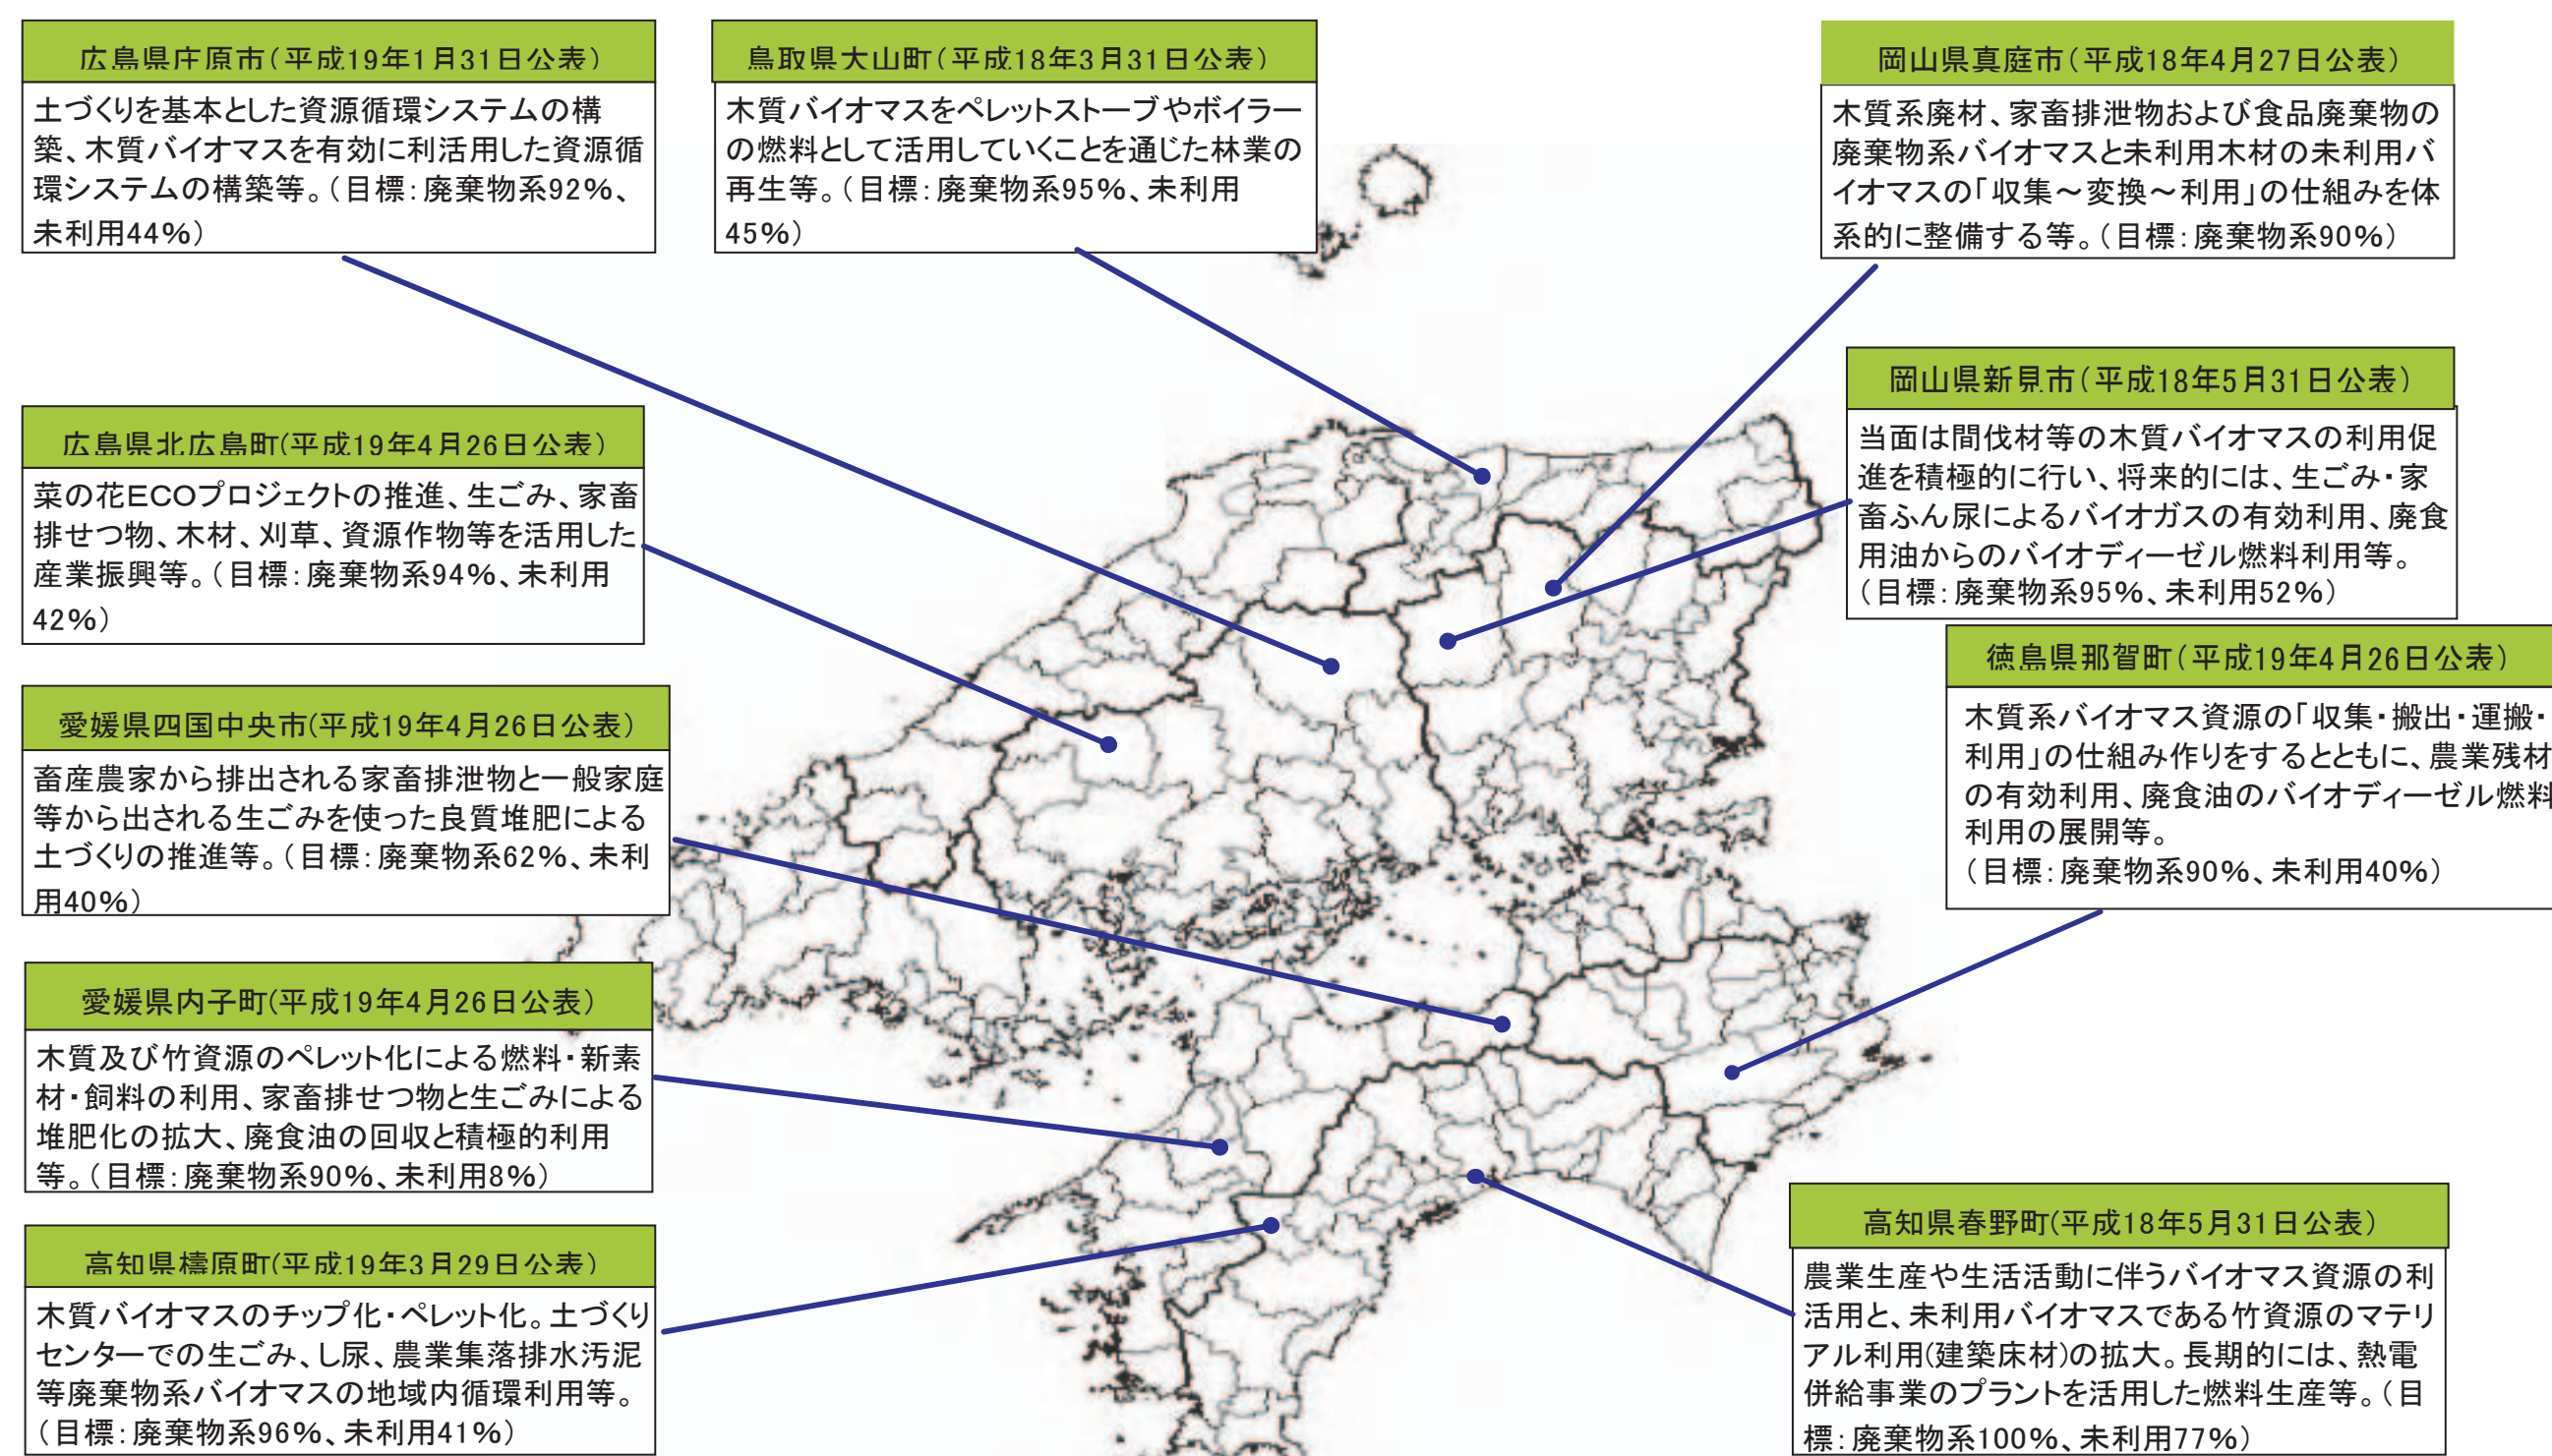 広島県庄原市(平成19年1月31日公表)
土づくりを基本とした資源循環システムの構
築、木質バイオマスを有効に利活用した資源循
環システムの構築等。(目標:廃棄物系92%、
未利用44%)
鳥取県大山町(平成18年3月31日公表)
木質バイオマスをペレットストーブやボイラー
の燃料として活用していくことを通じた林業の
再生等。(目標:廃棄物系95%、未利用
45%)
岡山県真庭市(平成18年4月27日公表)
木質系廃材、家畜排泄物および食品廃棄物の
廃棄物系バイオマスと未利用木材の未利用バ
イオマスの「収集~変換~利用」の仕組みを体
系的に整備する等。(目標:廃棄物系90%)
岡山県新見市(平成18年5月31日公表)
当面は間伐材等の木質バイオマスの利用促
進を積極的に行い、将来的には、生ごみ・家
畜ふん尿によるバイオガスの有効利用、廃食
用油からのバイオディーゼル燃料利用等。
(目標:廃棄物系95%、未利用52%)
広島県北広島町(平成19年4月26日公表)
菜の花ECOプロジェクトの推進、生ごみ、家畜
排せつ物、木材、刈草、資源作物等を活用した
産業振興等。(目標:廃棄物系94%、未利用
42%)
徳島県那賀町(平成19年4月26日公表)
木質系バイオマス資源の「収集・搬出・運搬・
利用」の仕組み作りをするとともに、農業残材
の有効利用、廃食油のバイオディーゼル燃料
利用の展開等。
(目標:廃棄物系90%、未利用40%)
愛媛県四国中央市(平成19年4月26日公表)
畜産農家から排出される家畜排泄物と一般家庭
等から出される生ごみを使った良質堆肥による
土づくりの推進等。(目標:廃棄物系62%、未利
用40%)
愛媛県内子町(平成19年4月26日公表)
木質及び竹資源のペレット化による燃料・新素
材・飼料の利用、家畜排せつ物と生ごみによる
堆肥化の拡大、廃食油の回収と積極的利用
等。(目標:廃棄物系90%、未利用8%)
高知県檮原町(平成19年3月29日公表)
木質バイオマスのチップ化・ペレット化。土づくり
センターでの生ごみ、し尿、農業集落排水汚泥
等廃棄物系バイオマスの地域内循環利用等。
(目標:廃棄物系96%、未利用41%)
高知県春野町(平成18年5月31日公表)
農業生産や生活活動に伴うバイオマス資源の利
活用と、未利用バイオマスである竹資源のマテリ
アル利用(建築床材)の拡大。長期的には、熱電
併給事業のプラントを活用した燃料生産等。(目
標:廃棄物系100%、未利用77%)